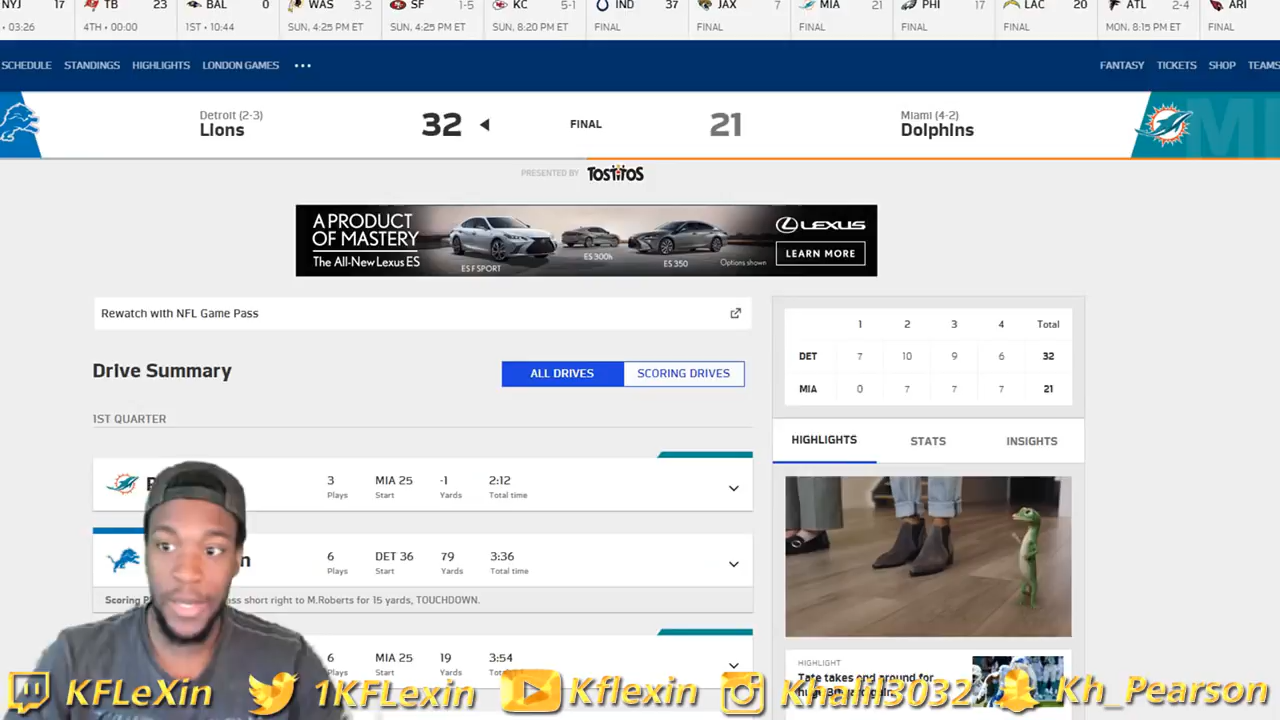 NYJ 17 TB 23 BAL 0 WAS 3-2 SF 1-5 KC 5-1 IND 37 JAX 7 MIA 21 PHI 17 LAC 20 ATL 2-4 ARI
03:26 4TH • 00:00 1ST • 10:44 SUN, 4:25 PM ET SUN, 4:25 PM ET SUN, 8:20 PM ET FINAL FINAL FINAL FINAL FINAL MON, 8:15 PM ET FINAL
SCHEDULE STANDINGS HIGHLIGHTS LONDON GAMES ••• FANTASY TICKETS SHOP TEAMS
Detroit (2-3)
Lions
32
FINAL
21
Miami (4-2)
Dolphins
PRESENTED BY TOSTITOS
A PRODUCT
OF MASTERY
The All-New Lexus ES
ES F SPORT
ES 300h
ES 350
Options shown
LEXUS
LEARN MORE
Rewatch with NFL Game Pass
Drive Summary
ALL DRIVES SCORING DRIVES
1ST QUARTER
3 MIA 25 -1 2:12
Plays Start Yards Total time
6 DET 36 79 3:36
Plays Start Yards Total time
Scoring short right to M.Roberts for 15 yards, TOUCHDOWN.
6 MIA 25 19 3:54
1 2 3 4 Total
DET 7 10 9 6 32
MIA 0 7 7 7 21
HIGHLIGHTS STATS INSIGHTS
HIGHLIGHT
Tate takes end around for
KFLeXin 1KFLexin Kflexin Khalil3032 Kh_Pearson